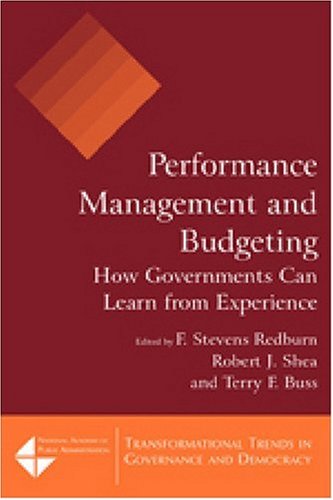 Performance
Management and
Budgeting
How Governments Can
Learn from Experience
Edited by F. Stevens Redburn
Robert J. Shea
and Terry F. Buss
National Academy of
Public Administration
Transformational Trends in
Governance and Democracy